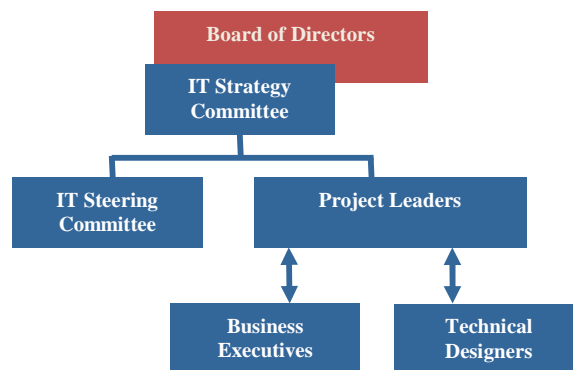 Board of Directors
IT Strategy
Committee
IT Steering
Committee
Project Leaders
Business
Executives
Technical
Designers